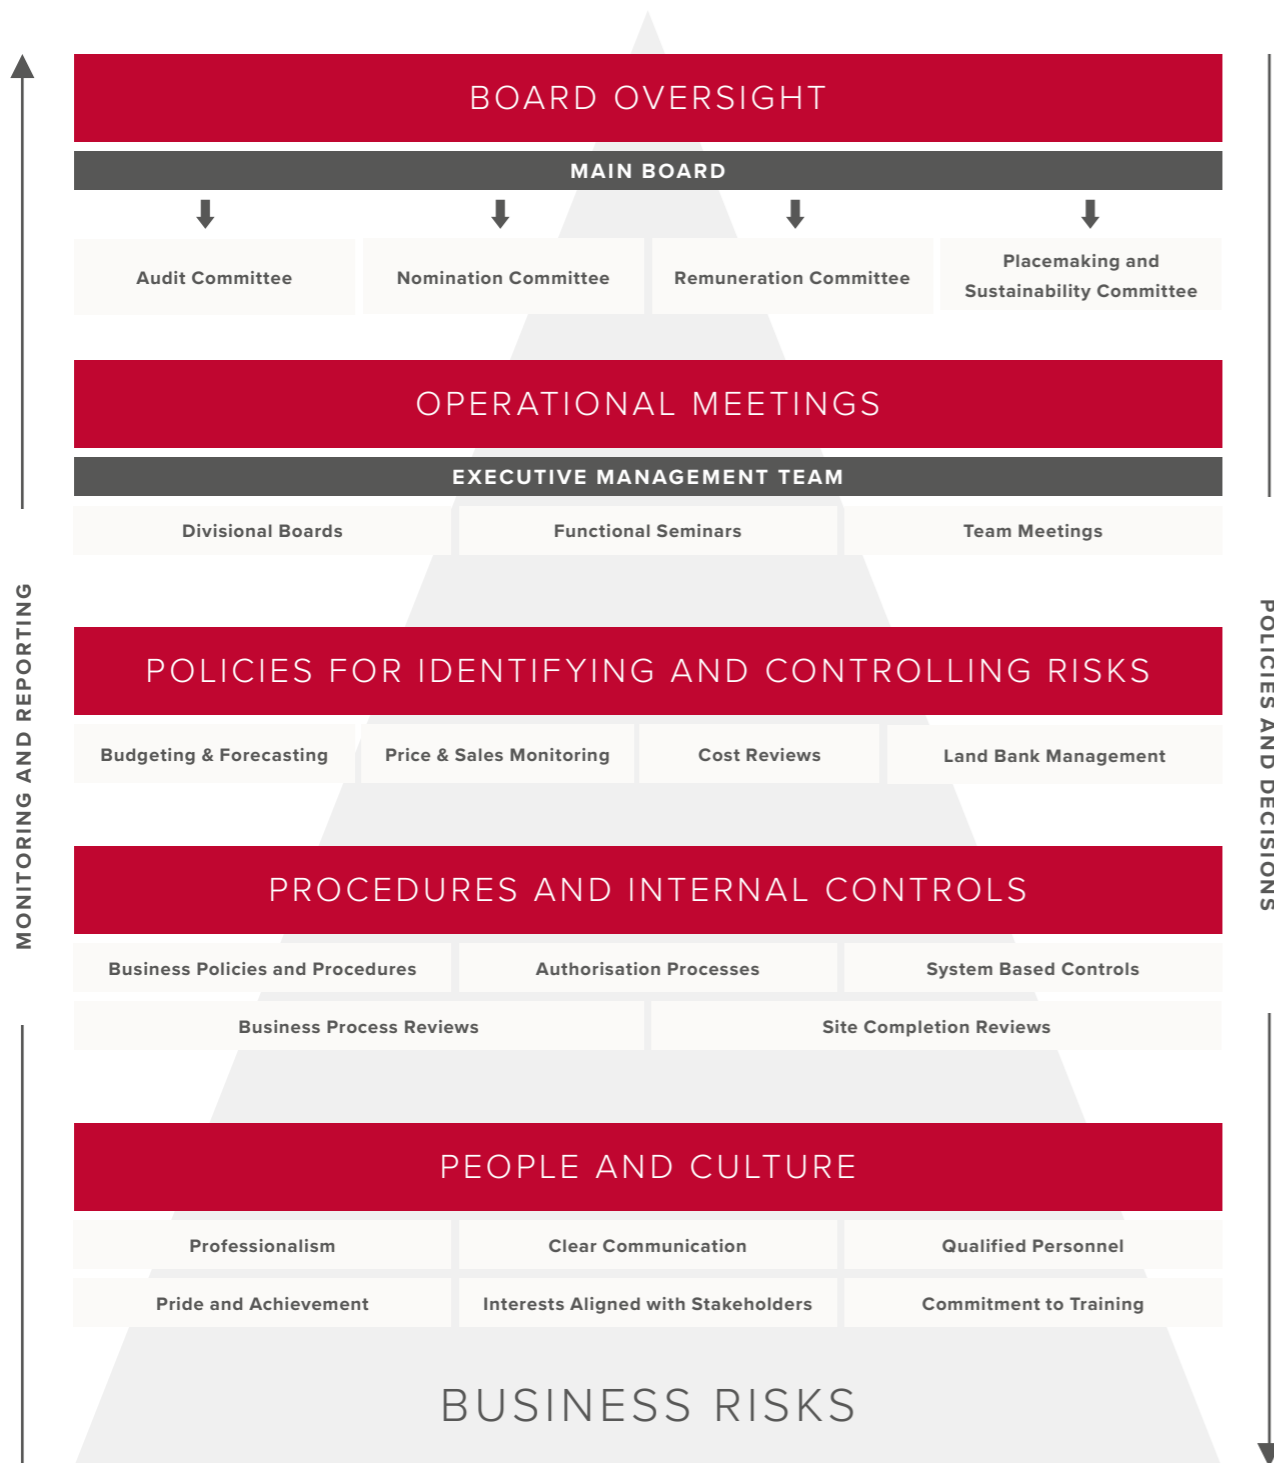 BOARD OVERSIGHT
MAIN BOARD
Audit Committee
Nomination Committee
Remuneration Committee
Placemaking and
Sustainability Committee
OPERATIONAL MEETINGS
EXECUTIVE MANAGEMENT TEAM
Divisional Boards
Functional Seminars
Team Meetings
POLICIES FOR IDENTIFYING AND CONTROLLING RISKS
Budgeting & Forecasting
Price & Sales Monitoring
Cost Reviews
Land Bank Management
PROCEDURES AND INTERNAL CONTROLS
Business Policies and Procedures
Authorisation Processes
System Based Controls
Business Process Reviews
Site Completion Reviews
PEOPLE AND CULTURE
Professionalism
Clear Communication
Qualified Personnel
Pride and Achievement
Interests Aligned with Stakeholders
Commitment to Training
BUSINESS RISKS
MONITORING AND REPORTING
POLICIES AND DECISIONS